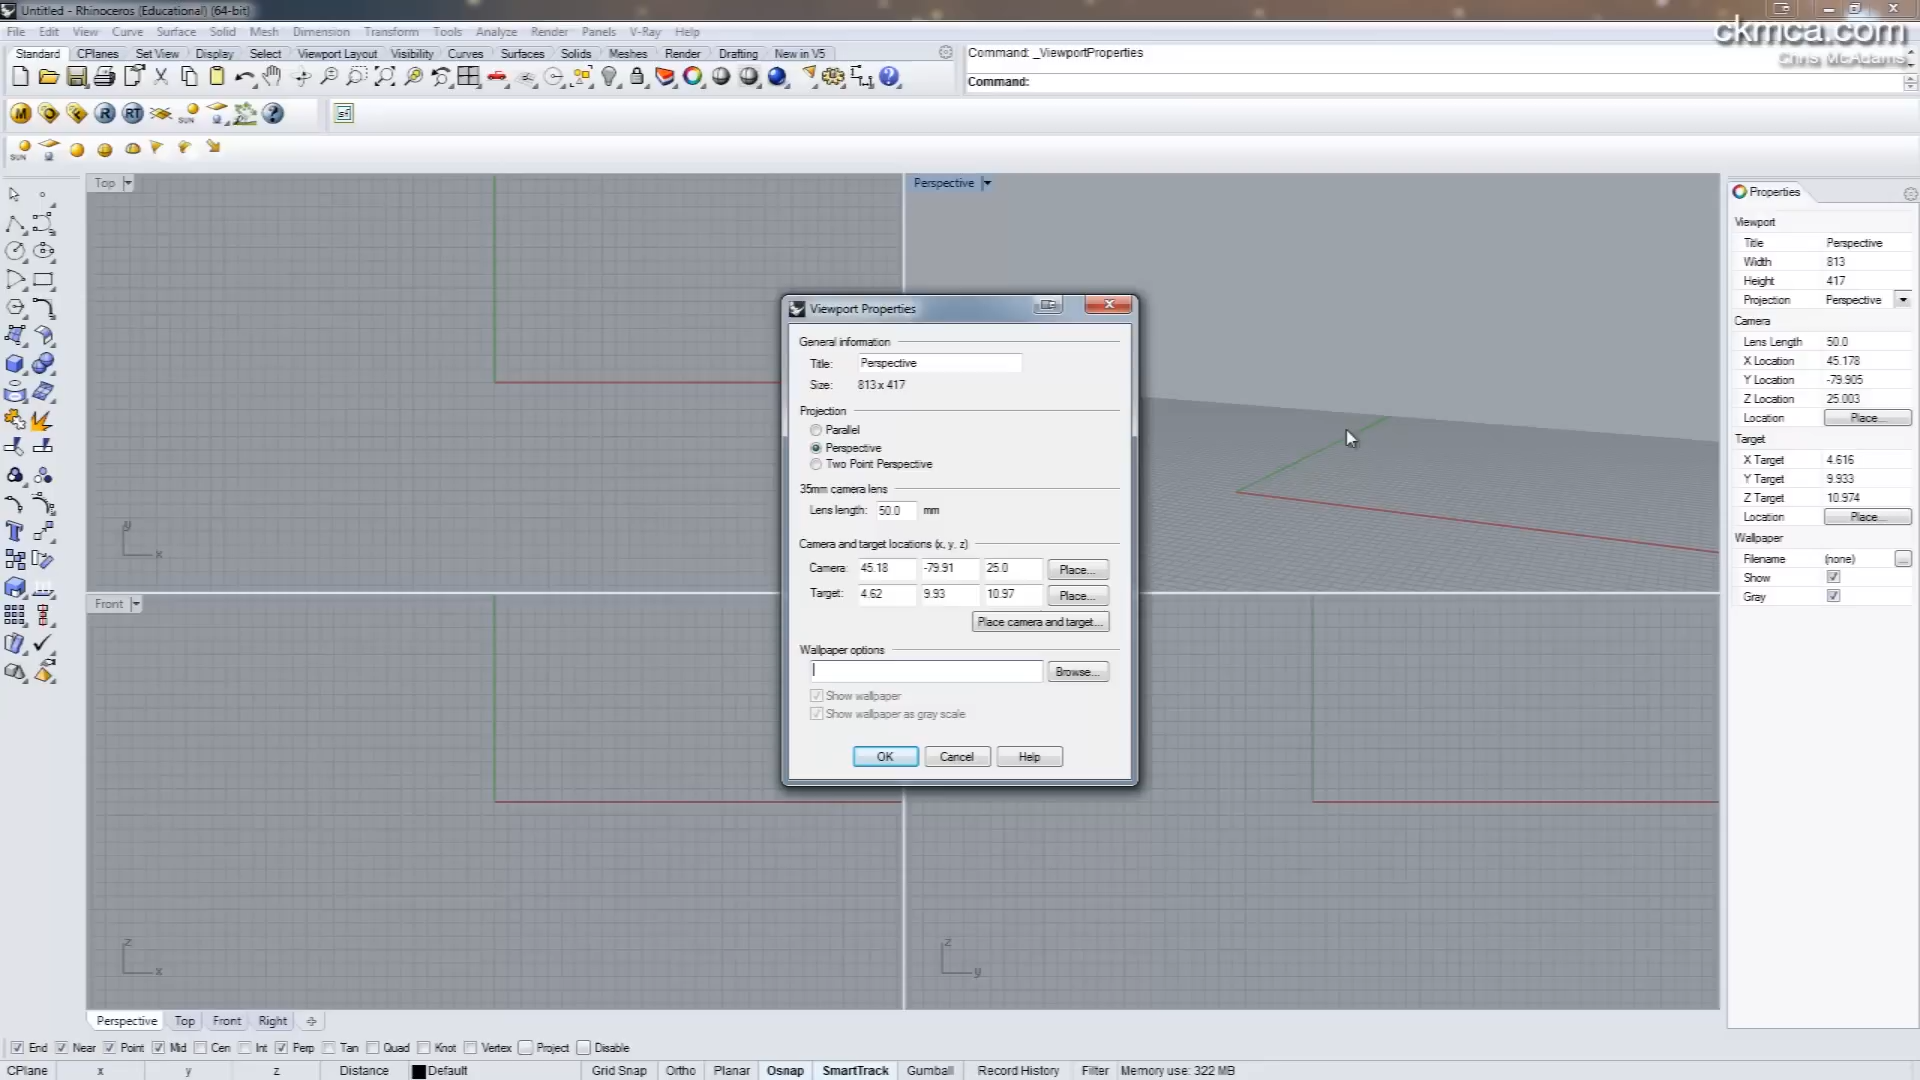 Untitled - Rhinoceros (Educational) (64-bit)
ckmca.com
Chris McAdams
File Edit View Curve Surface Solid Mesh Dimension Transform Tools Analyze Render Panels V-Ray Help
Standard CPlanes Set View Display Select Viewport Layout Visibility Curves Surfaces Solids Meshes Render Drafting New in V5
Command: _ViewportProperties
Command:
M O R RT SUN ?
SUN
Top
Perspective
Front
Viewport Properties
General information
Title: Perspective
Size: 813 x 417
Projection
Parallel
Perspective
Two Point Perspective
35mm camera lens
Lens length: 50.0 mm
Camera and target locations (x, y, z)
Camera: 45.18 -79.91 25.0 Place...
Target: 4.62 9.93 10.97 Place...
Place camera and target...
Wallpaper options
Browse...
Show wallpaper
Show wallpaper as gray scale
OK Cancel Help
Properties
Viewport
Title Perspective
Width 813
Height 417
Projection Perspective
Camera
Lens Length 50.0
X Location 45.178
Y Location -79.905
Z Location 25.003
Location Place...
Target
X Target 4.616
Y Target 9.933
Z Target 10.974
Location Place...
Wallpaper
Filename (none) ...
Show
Gray
y
x
z
x
z
y
Perspective Top Front Right
End Near Point Mid Cen Int Perp Tan Quad Knot Vertex Project Disable
CPlane x y z Distance Default Grid Snap Ortho Planar Osnap SmartTrack Gumball Record History Filter Memory use: 322 MB